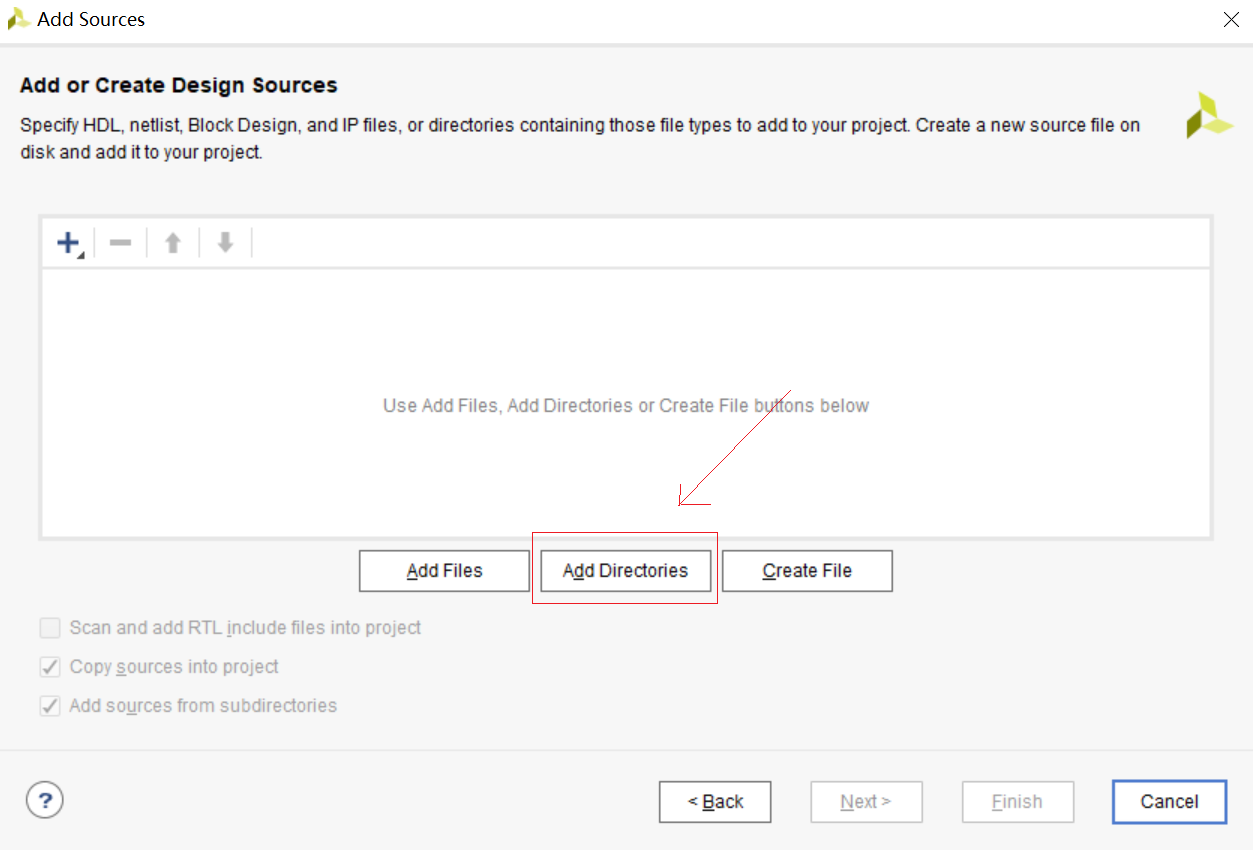 Add Sources
Add or Create Design Sources
Specify HDL, netlist, Block Design, and IP files, or directories containing those file types to add to your project. Create a new source file on
disk and add it to your project.
Use Add Files, Add Directories or Create File buttons below
Add Files
Add Directories
Create File
Scan and add RTL include files into project
Copy sources into project
Add sources from subdirectories
?
< Back
Next >
Finish
Cancel